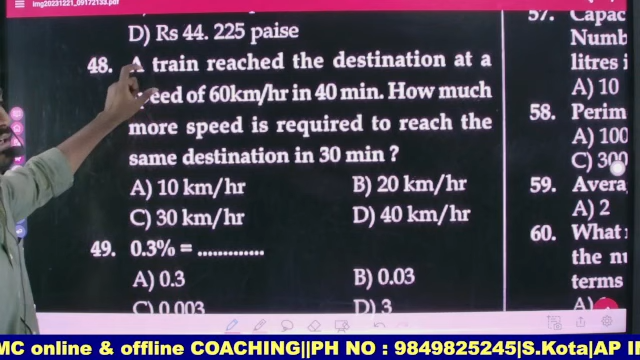 img20231221_09172133.pdf
D) Rs 44. 225 paise
48. A train reached the destination at a
speed of 60km/hr in 40 min. How much
more speed is required to reach the
same destination in 30 min ?
A) 10 km/hr B) 20 km/hr
C) 30 km/hr D) 40 km/hr
49. 0.3% = .............
A) 0.3 B) 0.03
C) 0.003 D) 3
57. Capac
Numb
litres i
A) 10
58. Perim
A) 100
C) 300
59. Avera
A) 2
60. What
the nu
terms
A)
MC online & offline COACHING||PH NO : 9849825245|S.Kota|AP I